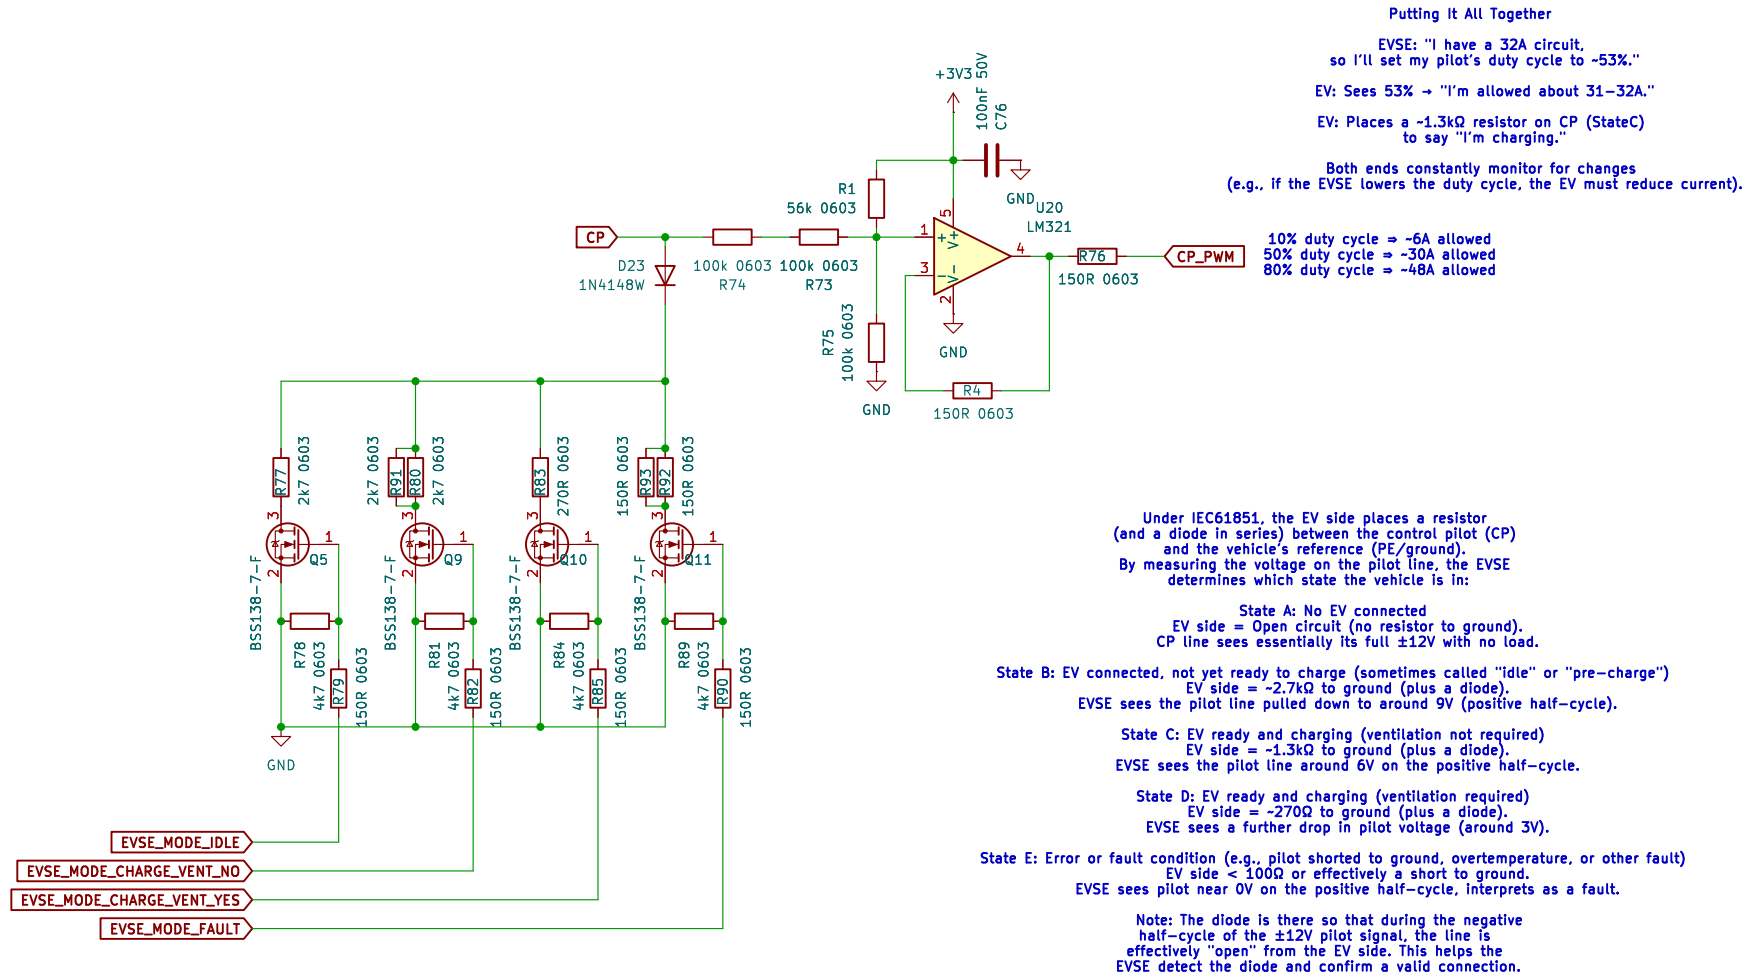 Putting It All Together
EVSE: "I have a 32A circuit,
so I'll set my pilot's duty cycle to ~53%."
EV: Sees 53% → "I'm allowed about 31-32A."
EV: Places a ~1.3kΩ resistor on CP (StateC)
to say "I'm charging."
Both ends constantly monitor for changes
(e.g., if the EVSE lowers the duty cycle, the EV must reduce current).
10% duty cycle ⇒ ~6A allowed
50% duty cycle ⇒ ~30A allowed
80% duty cycle ⇒ ~48A allowed
+3V3
100nF 50V
C76
GND
R1
56k 0603
U20
LM321
CP
D23
1N4148W
100k 0603
R74
100k 0603
R73
1
3
5
2
4
+
-
V+
V-
GND
R76
150R 0603
CP_PWM
R75
100k 0603
GND
R4
150R 0603
R77
2k7 0603
2k7 0603
R91
R80
2k7 0603
R83
270R 0603
150R 0603
R93
R92
150R 0603
3
1
2
Q5
BSS138-7-F
3
1
2
Q9
BSS138-7-F
3
1
2
Q10
BSS138-7-F
3
1
2
Q11
BSS138-7-F
R78
4k7 0603
R79
150R 0603
R81
4k7 0603
R82
150R 0603
R84
4k7 0603
R85
150R 0603
R89
4k7 0603
R90
150R 0603
GND
EVSE_MODE_IDLE
EVSE_MODE_CHARGE_VENT_NO
EVSE_MODE_CHARGE_VENT_YES
EVSE_MODE_FAULT
Under IEC61851, the EV side places a resistor
(and a diode in series) between the control pilot (CP)
and the vehicle's reference (PE/ground).
By measuring the voltage on the pilot line, the EVSE
determines which state the vehicle is in:
State A: No EV connected
EV side = Open circuit (no resistor to ground).
CP line sees essentially its full ±12V with no load.
State B: EV connected, not yet ready to charge (sometimes called "idle" or "pre-charge")
EV side = ~2.7kΩ to ground (plus a diode).
EVSE sees the pilot line pulled down to around 9V (positive half-cycle).
State C: EV ready and charging (ventilation not required)
EV side = ~1.3kΩ to ground (plus a diode).
EVSE sees the pilot line around 6V on the positive half-cycle.
State D: EV ready and charging (ventilation required)
EV side = ~270Ω to ground (plus a diode).
EVSE sees a further drop in pilot voltage (around 3V).
State E: Error or fault condition (e.g., pilot shorted to ground, overtemperature, or other fault)
EV side < 100Ω or effectively a short to ground.
EVSE sees pilot near 0V on the positive half-cycle, interprets as a fault.
Note: The diode is there so that during the negative
half-cycle of the ±12V pilot signal, the line is
effectively "open" from the EV side. This helps the
EVSE detect the diode and confirm a valid connection.